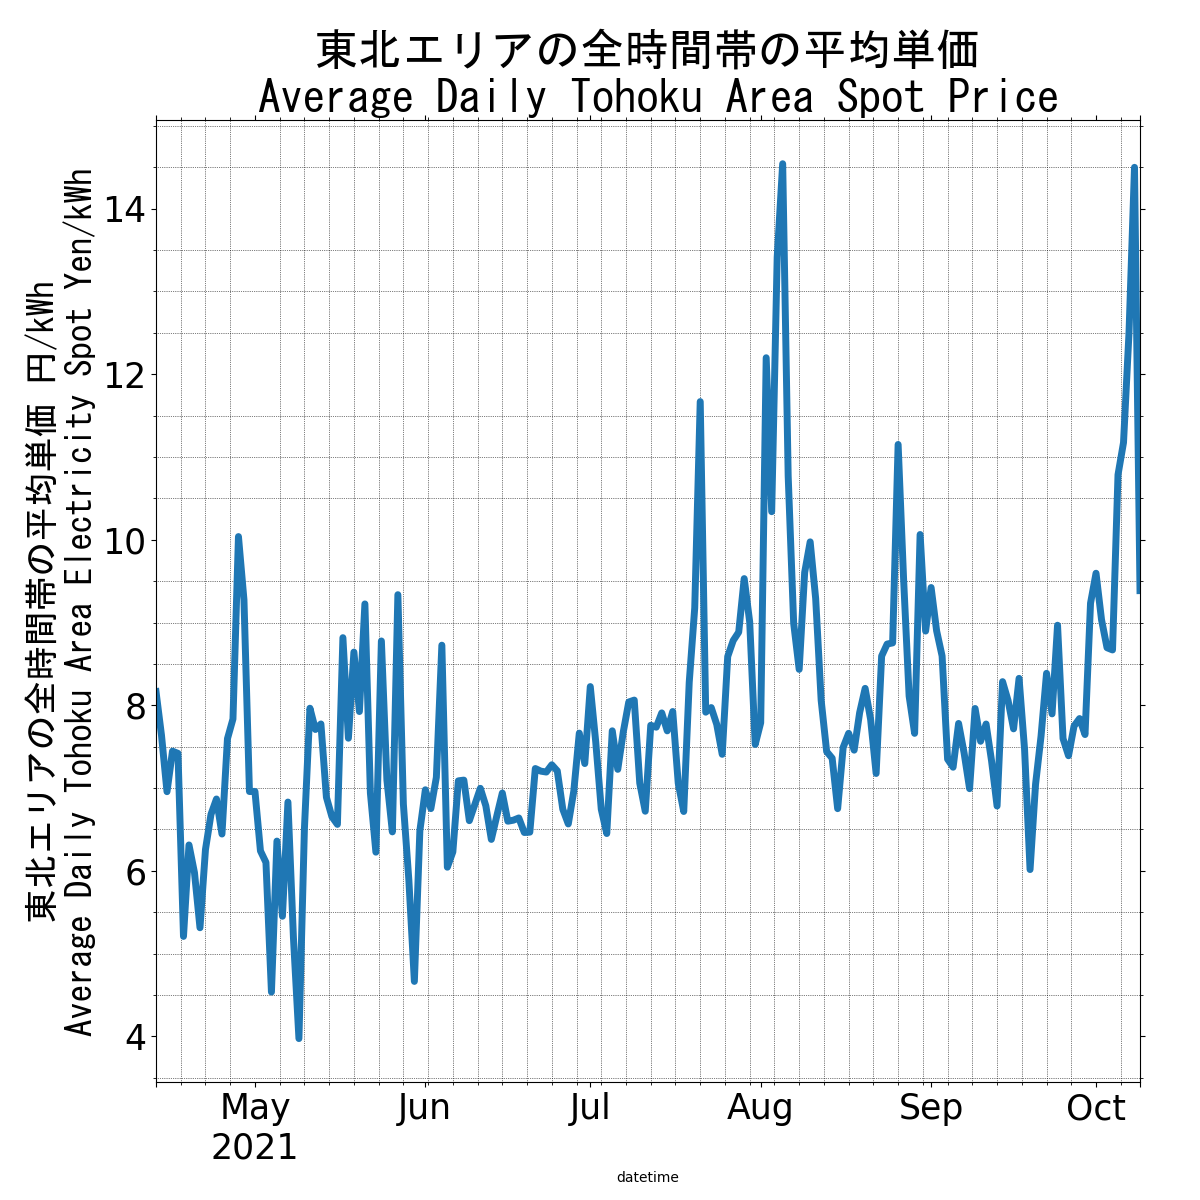 東北エリアの全時間帯の平均単価
Average Daily Tohoku Area Spot Price
東北エリアの全時間帯の平均単価 円/kWh
Average Daily Tohoku Area Electricity Spot Yen/kWh
14
12
10
8
6
4
May
2021
Jun
Jul
Aug
Sep
Oct
datetime